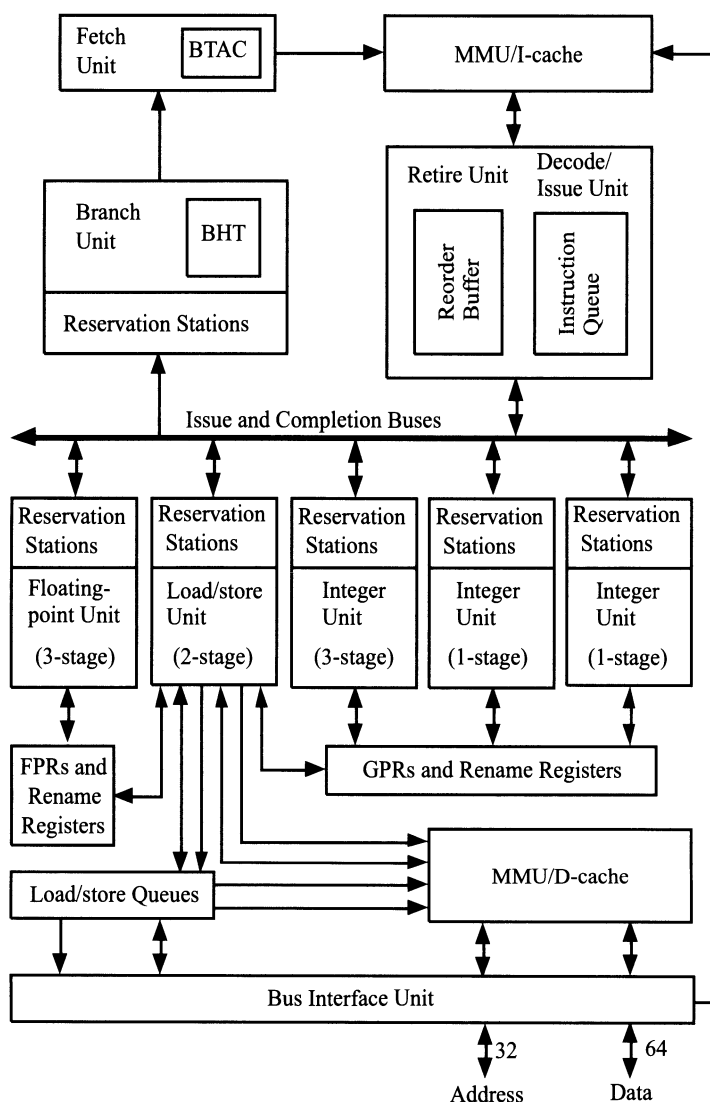 Fetch
Unit
BTAC
MMU/I-cache
Branch
Unit
BHT
Reservation Stations
Retire Unit
Decode/
Issue Unit
Reorder
Buffer
Instruction
Queue
Issue and Completion Buses
Reservation
Stations
Floating-
point Unit
(3-stage)
Reservation
Stations
Load/store
Unit
(2-stage)
Reservation
Stations
Integer
Unit
(3-stage)
Reservation
Stations
Integer
Unit
(1-stage)
Reservation
Stations
Integer
Unit
(1-stage)
FPRs and
Rename
Registers
GPRs and Rename Registers
Load/store Queues
MMU/D-cache
Bus Interface Unit
32
64
Address
Data